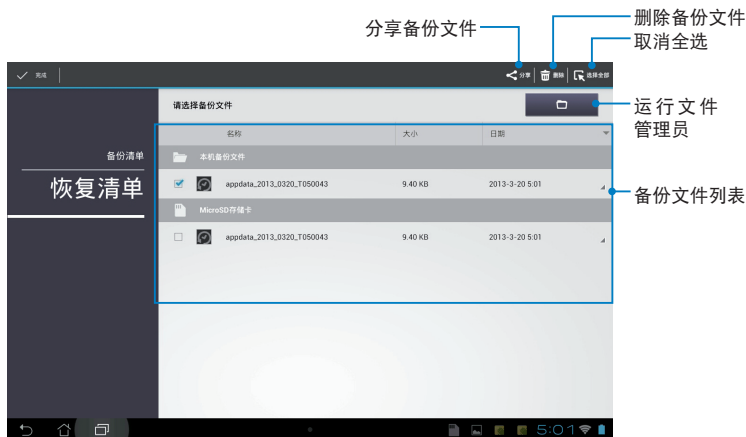 分享备份文件
删除备份文件
取消全选
完成
分享
删除
选择全部
请选择备份文件
运行文件
管理员
名称
大小
日期
备份清单
恢复清单
本机备份文件
appdata_2013_0320_T050043
9.40 KB
2013-3-20 5:01
备份文件列表
MicroSD存储卡
appdata_2013_0320_T050043
9.40 KB
2013-3-20 5:01
5:01